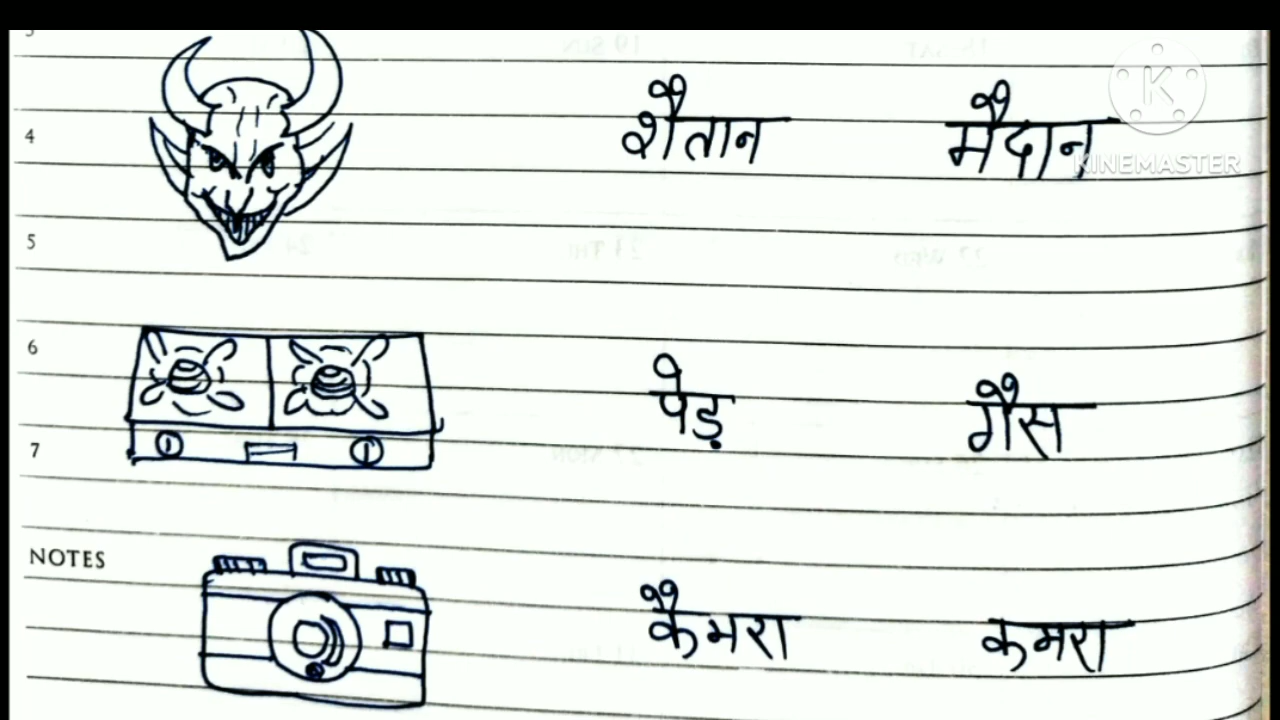 4
शैतान मैदान
K
KINEMASTER
5
6
पेड़ गैस
7
NOTES
कैमरा कमरा